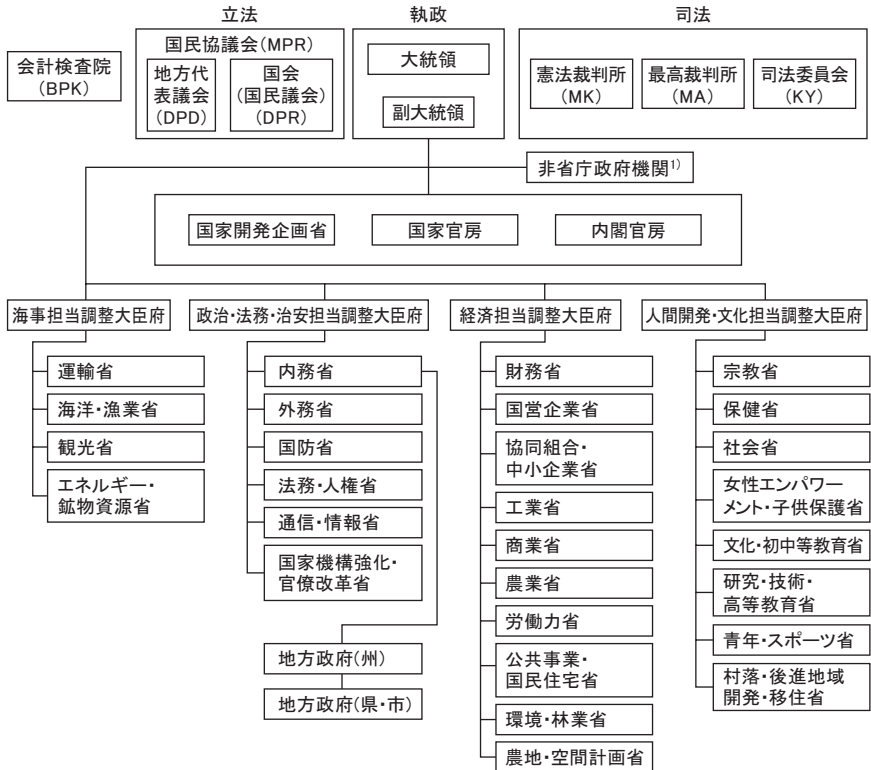 立法
執政
司法
会計検査院
(BPK)
国民協議会(MPR)
地方代
表議会
(DPD)
国会
(国民議会)
(DPR)
大統領
副大統領
憲法裁判所
(MK)
最高裁判所
(MA)
司法委員会
(KY)
非省庁政府機関1)
国家開発企画省
国家官房
内閣官房
海事担当調整大臣府
政治・法務・治安担当調整大臣府
経済担当調整大臣府
人間開発・文化担当調整大臣府
運輸省
海洋・漁業省
観光省
エネルギー・
鉱物資源省
内務省
外務省
国防省
法務・人権省
通信・情報省
国家機構強化・
官僚改革省
地方政府(州)
地方政府(県・市)
財務省
国営企業省
協同組合・
中小企業省
工業省
商業省
農業省
労働力省
公共事業・
国民住宅省
環境・林業省
農地・空間計画省
宗教省
保健省
社会省
女性エンパワー
メント・子供保護省
文化・初中等教育省
研究・技術・
高等教育省
青年・スポーツ省
村落・後進地域
開発・移住省